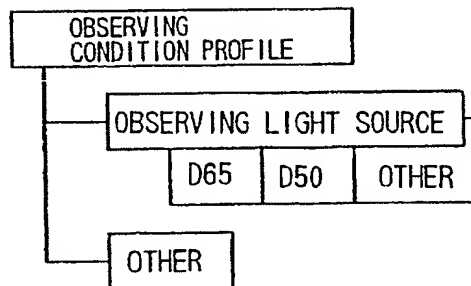 OBSERVING
CONDITION PROFILE
OBSERVING LIGHT SOURCE
D65 D50 OTHER
OTHER